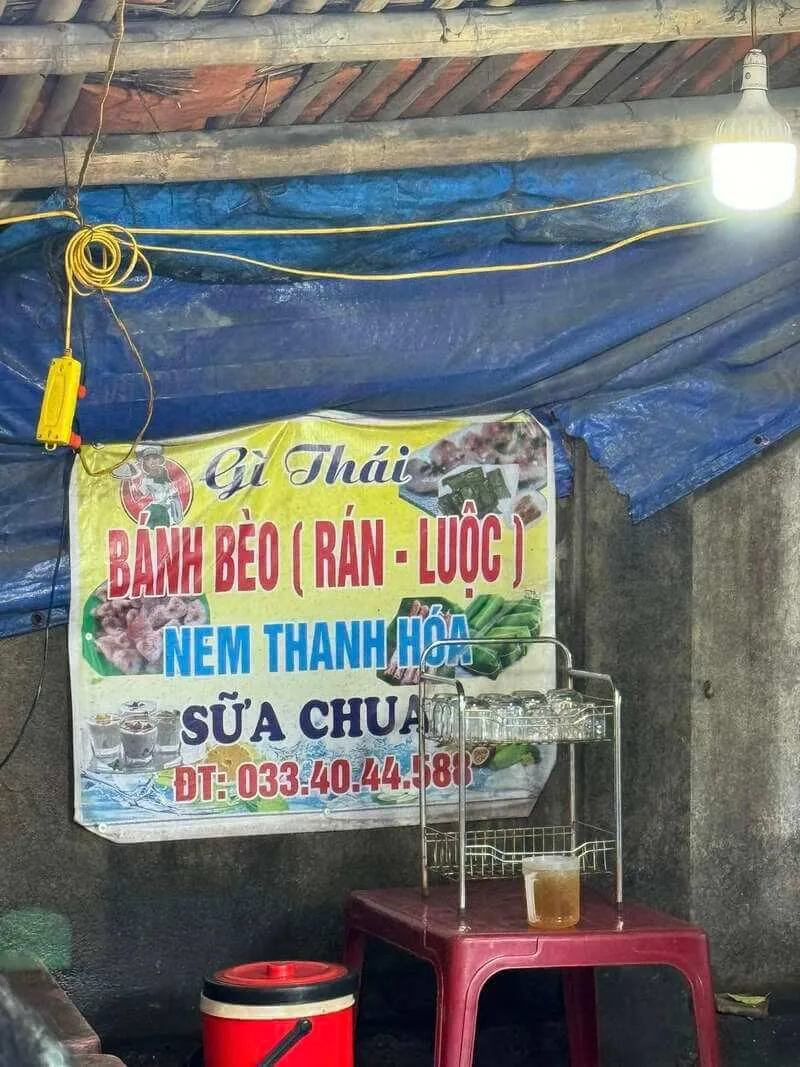 Gì Thái
BÁNH BÈO ( RÁN - LUỘC )
NEM THANH HÓA
SỮA CHUA
ĐT: 033.40.44.588